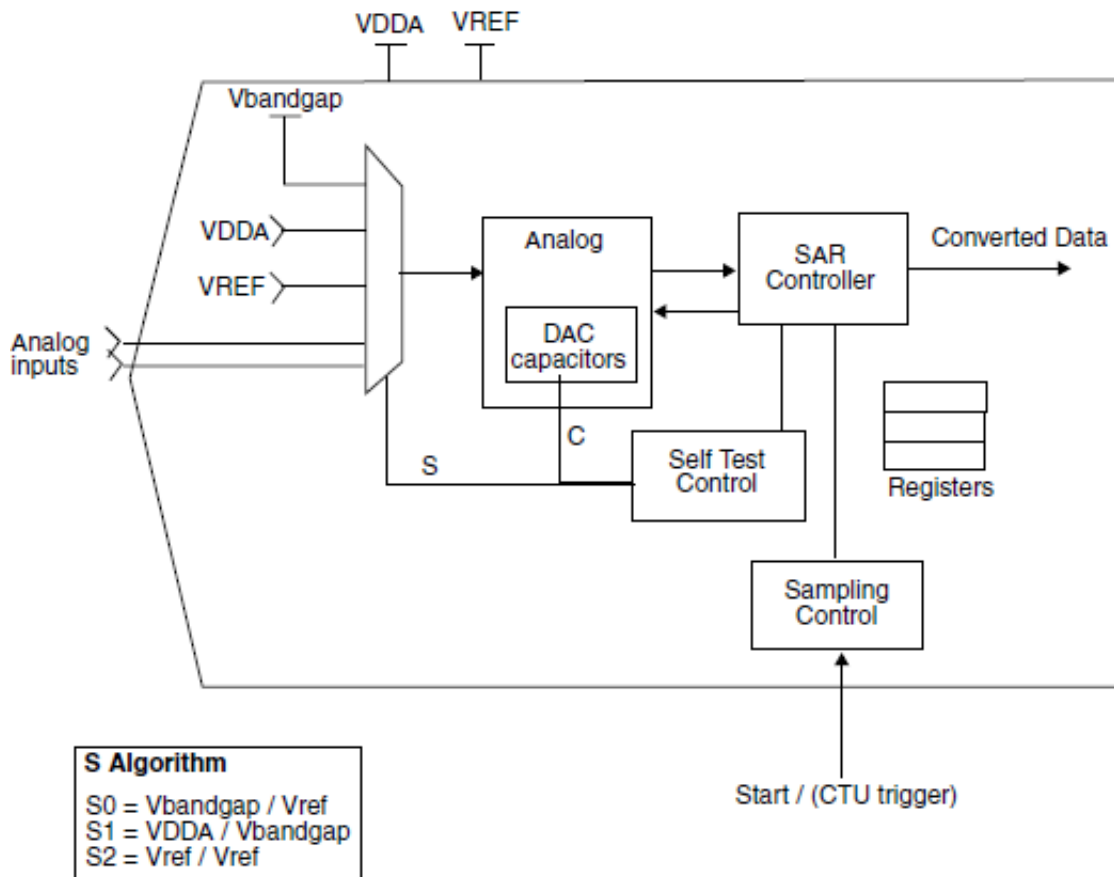 VDDA
VREF
Vbandgap
VDDA
VREF
Analog
inputs
Analog
DAC
capacitors
SAR
Controller
Converted Data
C
S
Self Test
Control
Registers
Sampling
Control
Start / (CTU trigger)
S Algorithm
S0 = Vbandgap / Vref
S1 = VDDA / Vbandgap
S2 = Vref / Vref